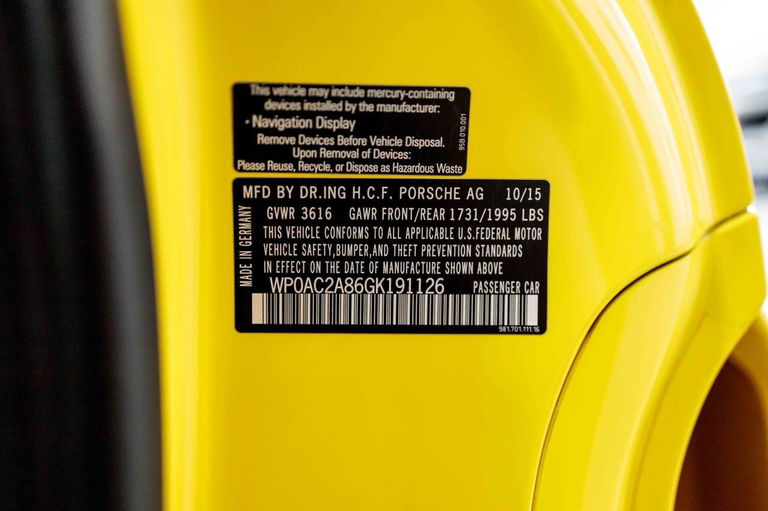 This vehicle may include mercury-containing
devices installed by the manufacturer:
· Navigation Display
Remove Devices Before Vehicle Disposal.
Upon Removal of Devices:
Please Reuse, Recycle, or Dispose as Hazardous Waste
958.010.001
MFD BY DR.ING H.C.F. PORSCHE AG 10/15
GVWR 3616 GAWR FRONT/REAR 1731/1995 LBS
THIS VEHICLE CONFORMS TO ALL APPLICABLE U.S.FEDERAL MOTOR
VEHICLE SAFETY,BUMPER,AND THEFT PREVENTION STANDARDS
IN EFFECT ON THE DATE OF MANUFACTURE SHOWN ABOVE
MADE IN GERMANY
WP0AC2A86GK191126 PASSENGER CAR
981.701.111.16